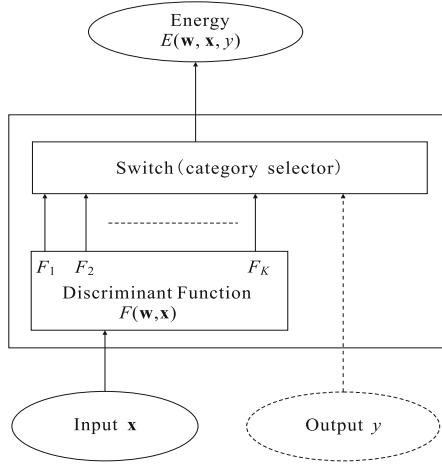 Energy
E(w, x, y)
Switch (category selector)
F1 F2 FK
Discriminant Function
F(w,x)
Input x Output y